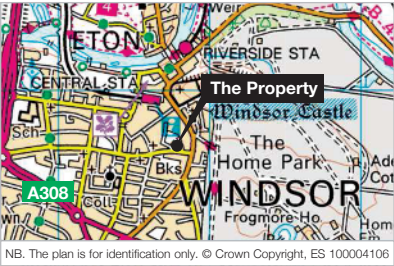 Weir
ETON
RIVERSIDE STA
CENTRAL STA
The Property
Windsor Castle
Sch
The
Home Park
Bks
A308
WINDSOR
Coll
Frogmore Ho
NB. The plan is for identification only. © Crown Copyright, ES 100004106